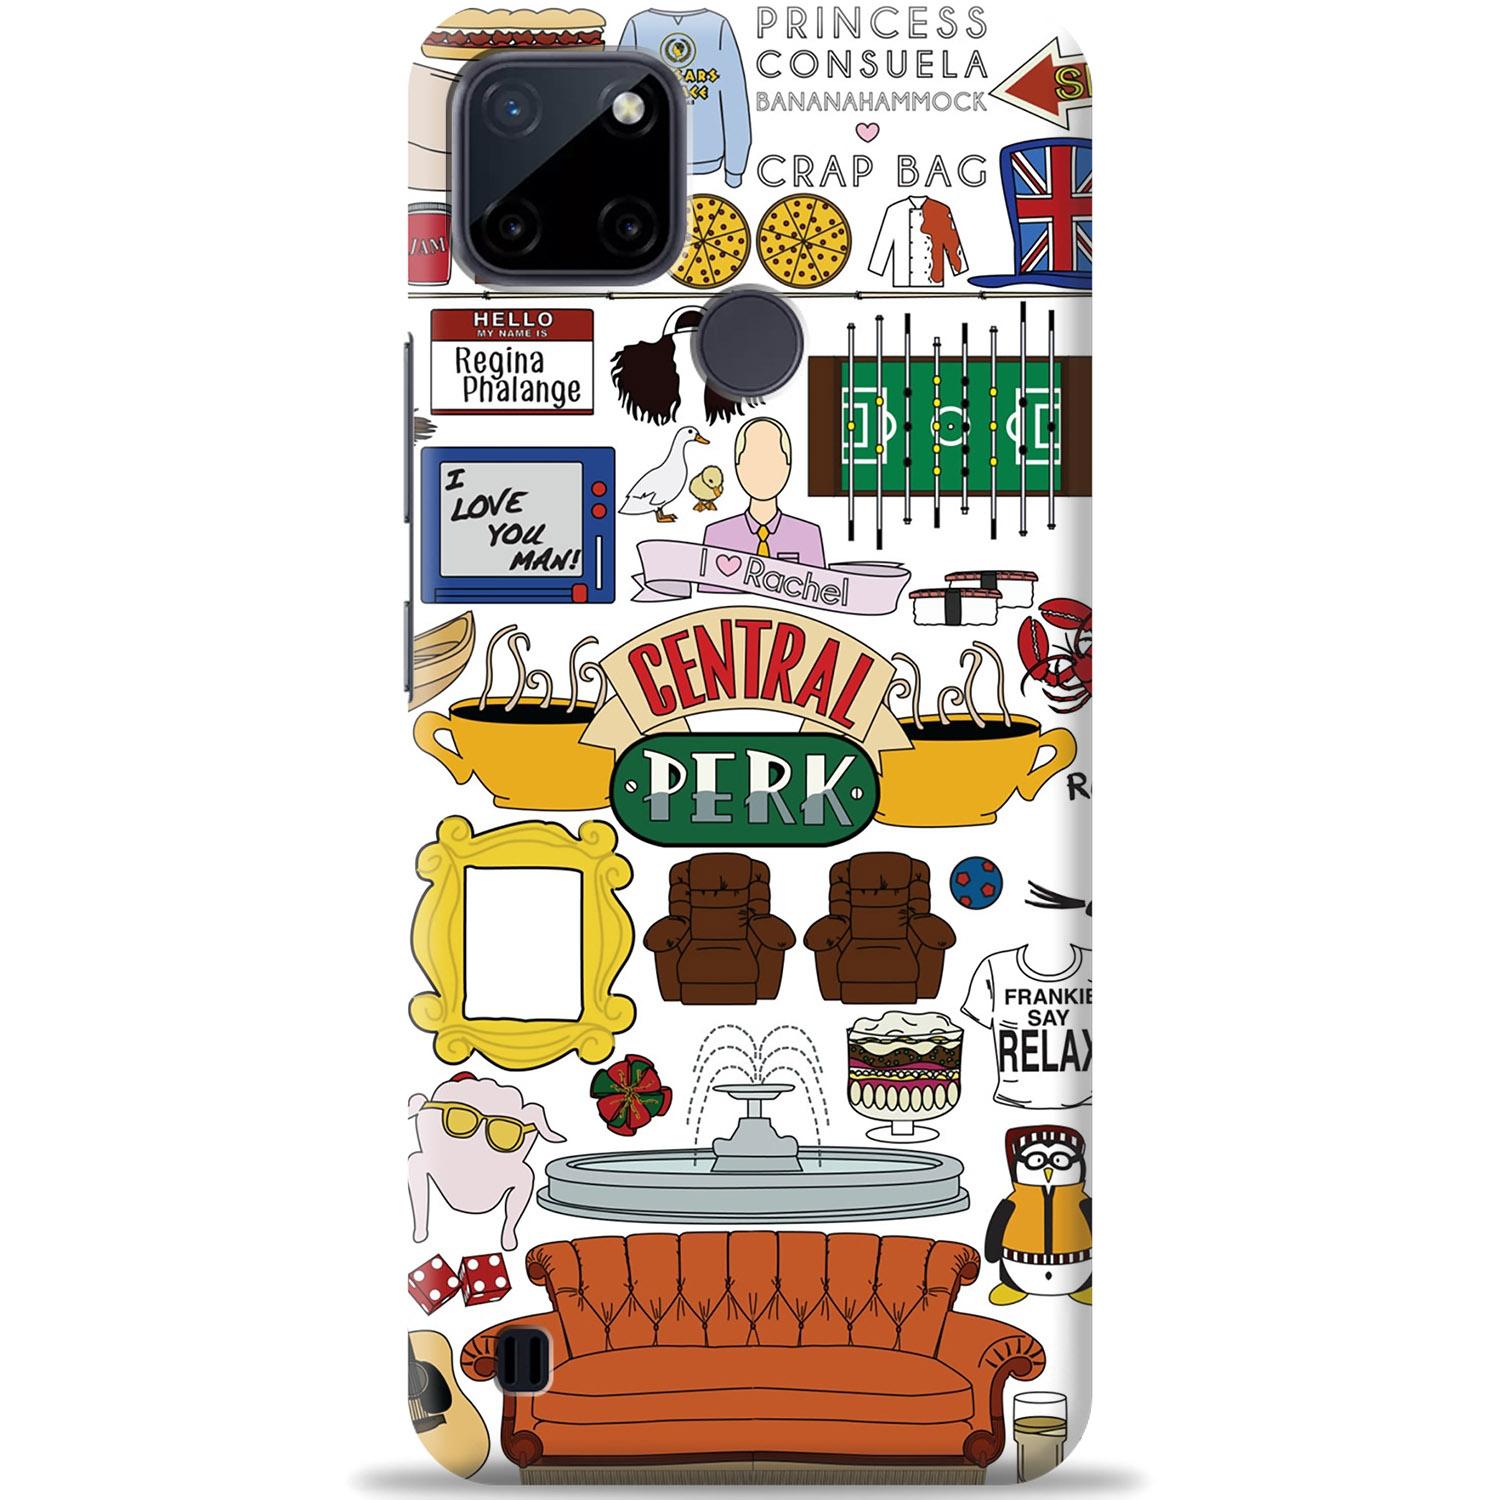 PRINCESS
CONSUELA
BANANAHAMMOCK
CRAP BAG
JAM
HELLO
MY NAME IS
Regina
Phalange
I
LOVE
YOU
MAN!
I Rachel
CENTRAL
PERK
FRANKIE
SAY
RELAX